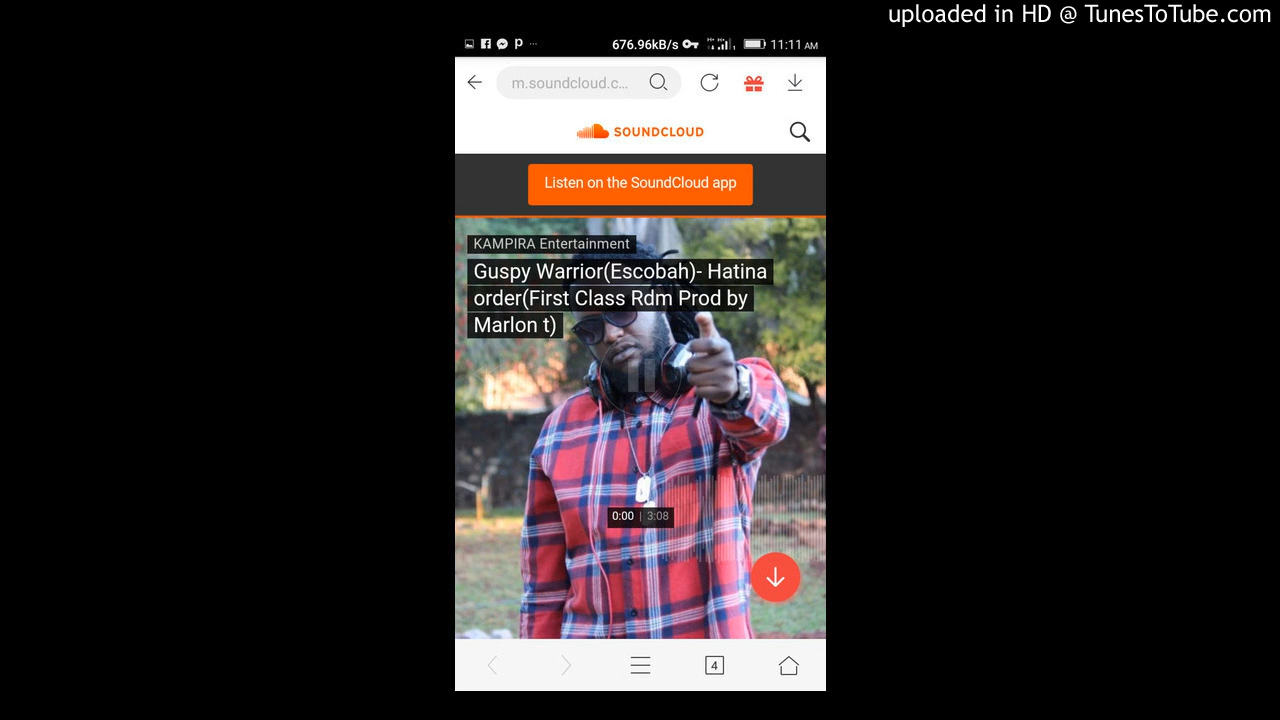 uploaded in HD @ TunesToTube.com
676.96kB/s
11:11 AM
m.soundcloud.c...
SOUNDCLOUD
Listen on the SoundCloud app
KAMPIRA Entertainment
Guspy Warrior(Escobah)- Hatina
order(First Class Rdm Prod by
Marlon t)
0:00 | 3:08
4